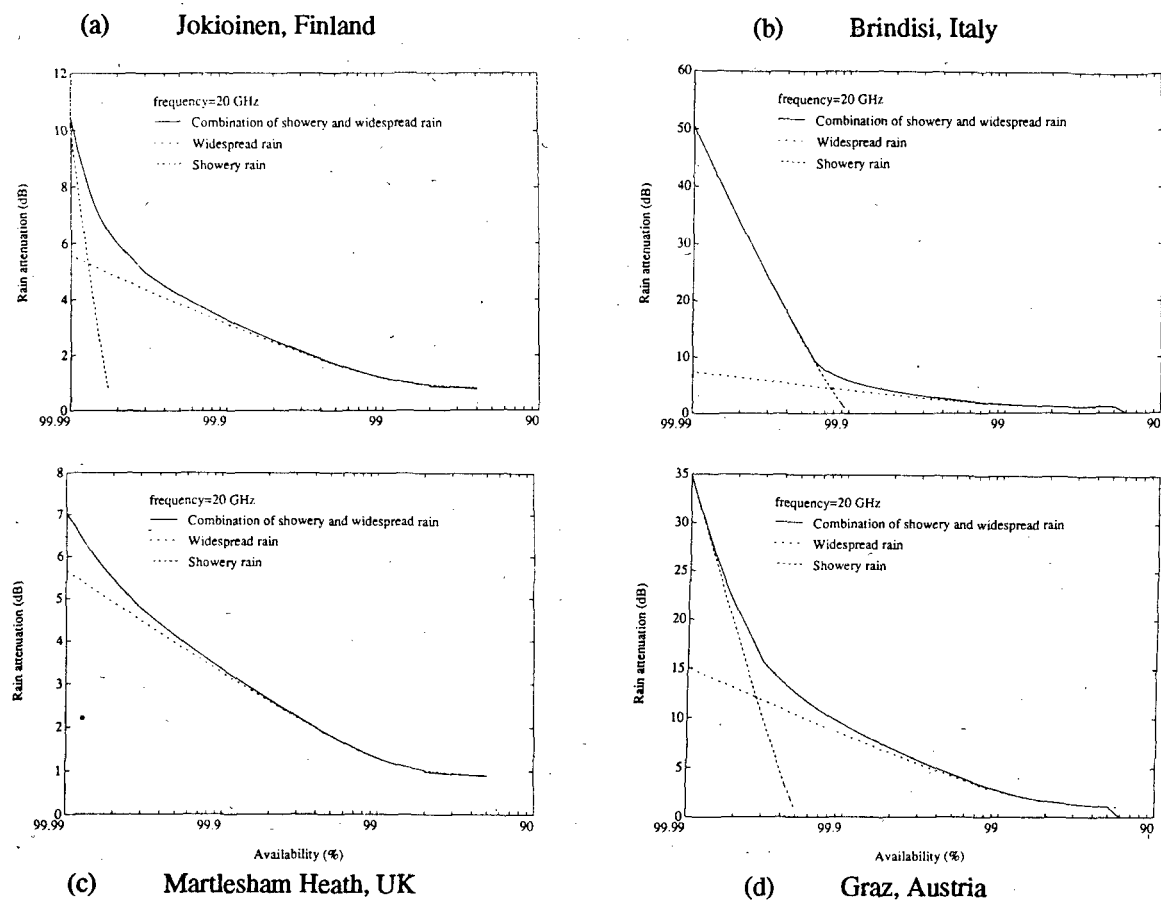 (a) Jokioinen, Finland
(b) Brindisi, Italy
12
10
8
6
4
2
0
Rain attenuation (dB)
frequency=20 GHz
Combination of showery and widespread rain
Widespread rain
Showery rain
99.99
99.9
99
90
60
50
40
30
20
10
0
Rain attenuation (dB)
frequency=20 GHz
Combination of showery and widespread rain
Widespread rain
Showery rain
99.99
99.9
99
90
8
7
6
5
4
3
2
1
0
Rain attenuation (dB)
frequency=20 GHz
Combination of showery and widespread rain
Widespread rain
Showery rain
99.99
99.9
99
90
Availability (%)
35
30
25
20
15
10
5
0
Rain attenuation (dB)
frequency=20 GHz
Combination of showery and widespread rain
Widespread rain
Showery rain
99.99
99.9
99
90
Availability (%)
(c) Martlesham Heath, UK
(d) Graz, Austria